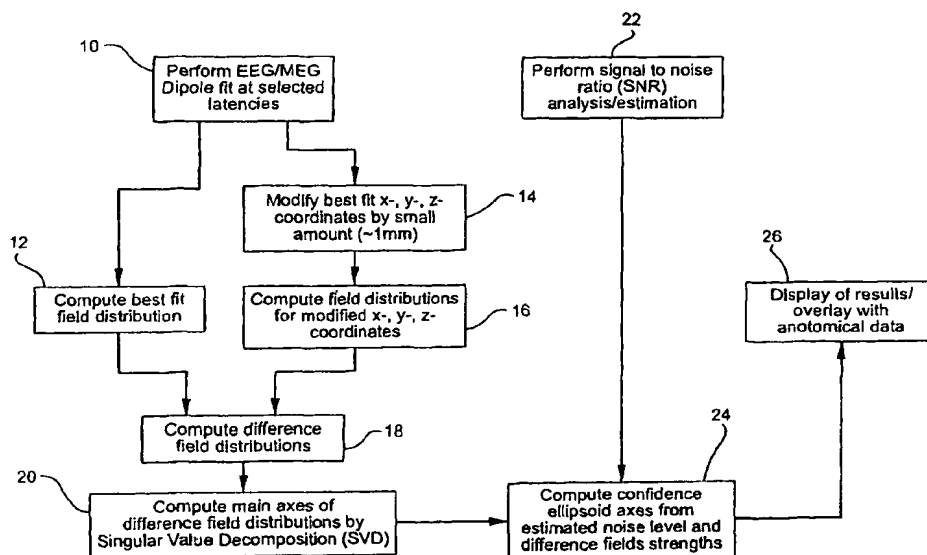 10
Perform EEG/MEG
Dipole fit at selected
latencies
22
Perform signal to noise
ratio (SNR)
analysis/estimation
Modify best fit x-, y-, z-
coordinates by small
amount (~1mm)
14
12
Compute best fit
field distribution
Compute field distributions
for modified x-, y-, z-
coordinates
16
26
Display of results/
overlay with
anotomical data
Compute difference
field distributions
18
20
Compute main axes of
difference field distributions by
Singular Value Decomposition (SVD)
24
Compute confidence
ellipsoid axes from
estimated noise level and
difference fields strengths